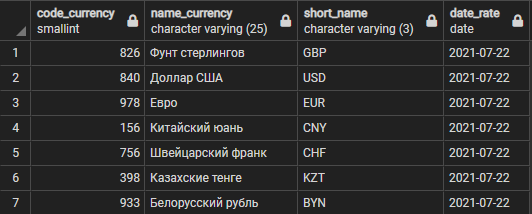 code_currency name_currency short_name date_rate
smallint character varying (25) character varying (3) date
1 826 Фунт стерлингов GBP 2021-07-22
2 840 Доллар США USD 2021-07-22
3 978 Евро EUR 2021-07-22
4 156 Китайский юань CNY 2021-07-22
5 756 Швейцарский франк CHF 2021-07-22
6 398 Казахские тенге KZT 2021-07-22
7 933 Белорусский рубль BYN 2021-07-22